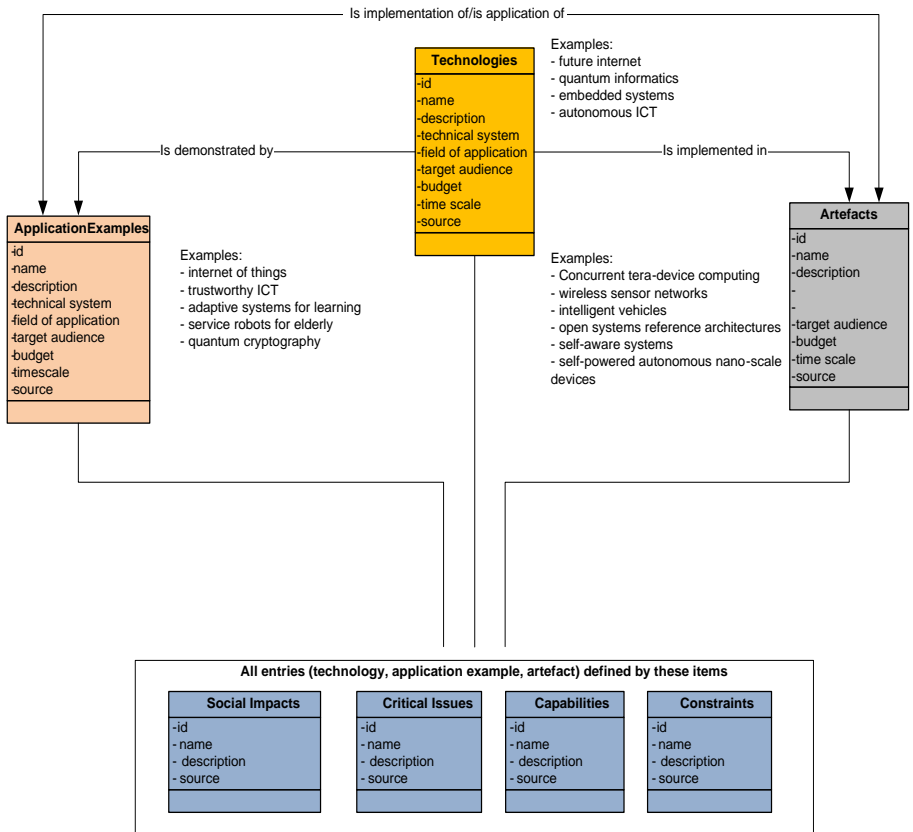 Is implementation of/is application of
Technologies
-id
-name
-description
-technical system
-field of application
-target audience
-budget
-time scale
-source
Examples:
- future internet
- quantum informatics
- embedded systems
- autonomous ICT
Is demonstrated by
Is implemented in
ApplicationExamples
-id
-name
-description
-technical system
-field of application
-target audience
-budget
-timescale
-source
Examples:
- internet of things
- trustworthy ICT
- adaptive systems for learning
- service robots for elderly
- quantum cryptography
Examples:
- Concurrent tera-device computing
- wireless sensor networks
- intelligent vehicles
- open systems reference architectures
- self-aware systems
- self-powered autonomous nano-scale
devices
Artefacts
-id
-name
-description
-
-
-target audience
-budget
-time scale
-source
All entries (technology, application example, artefact) defined by these items
Social Impacts
-id
- name
- description
- source
Critical Issues
-id
- name
- description
- source
Capabilities
-id
- name
- description
- source
Constraints
-id
- name
- description
- source